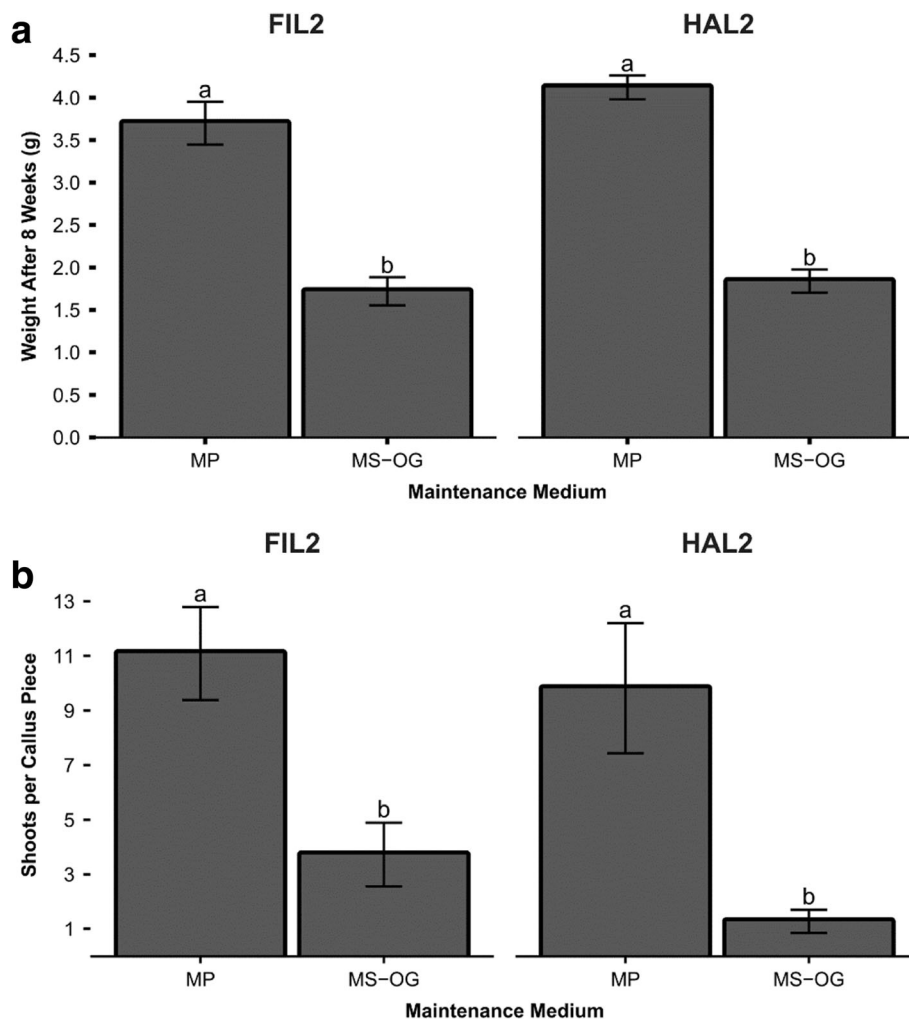 a
FIL2 HAL2
Weight After 8 Weeks (g)
4.5
4.0
3.5
3.0
2.5
2.0
1.5
1.0
0.5
0.0
a
b
a
b
MP MS−OG MP MS−OG
Maintenance Medium
b
FIL2 HAL2
Shoots per Callus Piece
13
11
9
7
5
3
1
a
b
a
b
MP MS−OG MP MS−OG
Maintenance Medium